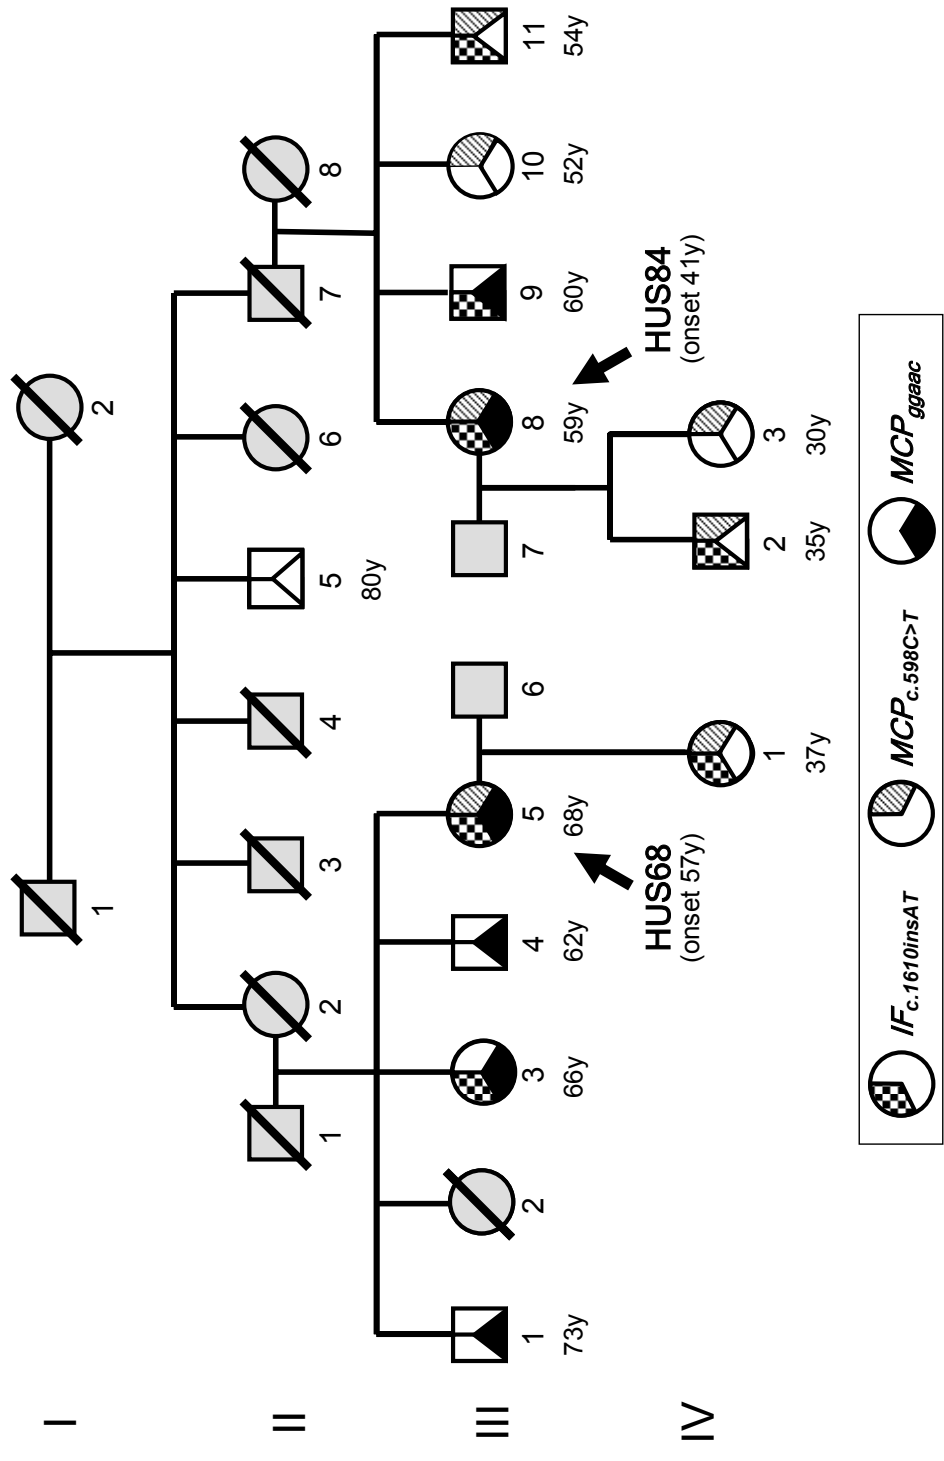 I
1
2
II
1
2
3
4
5
80y
6
7
8
III
1
73y
2
3
66y
4
62y
5
68y
HUS68
(onset 57y)
6
7
8
59y
HUS84
(onset 41y)
9
60y
10
52y
11
54y
IV
1
37y
2
35y
3
30y
IFc.1610insAT
MCPc.598C>T
MCPggaac